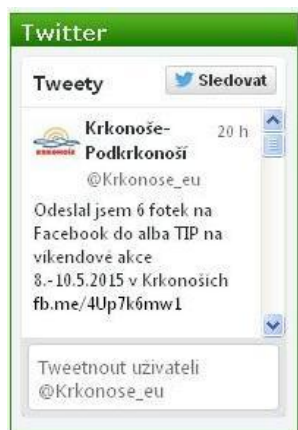 Twitter
Tweety
Sledovat
Krkonoše-
Podkrkonoší
20 h
@Krkonose_eu
KRKONOŠE
Odeslal jsem 6 fotek na
Facebook do alba TIP na
víkendové akce
8.-10.5.2015 v Krkonoších
fb.me/4Up7k6mw1
Tweetnout uživateli
@Krkonose_eu